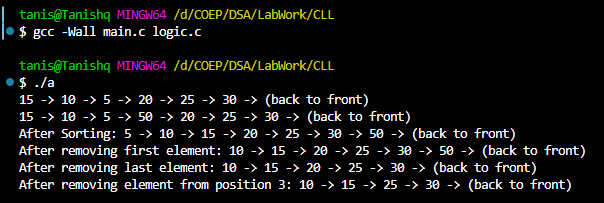 tanis@Tanishq MINGW64 /d/COEP/DSA/LabWork/CLL
$ gcc -Wall main.c logic.c
tanis@Tanishq MINGW64 /d/COEP/DSA/LabWork/CLL
$ ./a
15 -> 10 -> 5 -> 20 -> 25 -> 30 -> (back to front)
15 -> 10 -> 5 -> 50 -> 20 -> 25 -> 30 -> (back to front)
After Sorting: 5 -> 10 -> 15 -> 20 -> 25 -> 30 -> 50 -> (back to front)
After removing first element: 10 -> 15 -> 20 -> 25 -> 30 -> 50 -> (back to front)
After removing last element: 10 -> 15 -> 20 -> 25 -> 30 -> (back to front)
After removing element from position 3: 10 -> 15 -> 25 -> 30 -> (back to front)